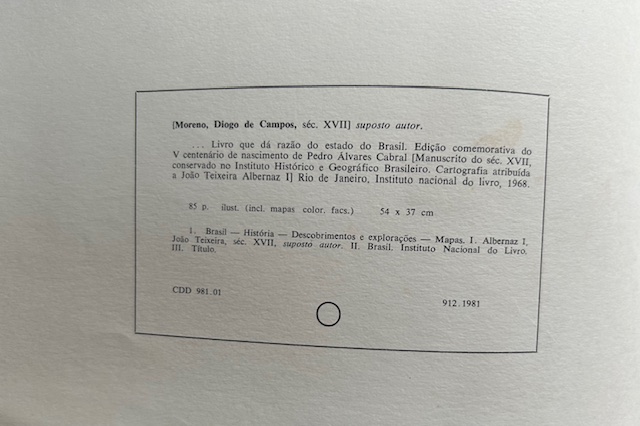 [Moreno, Diogo de Campos, séc. XVII] suposto autor.
... Livro que dá razão do estado do Brasil. Edição comemorativa do
V centenário de nascimento de Pedro Álvares Cabral [Manuscrito do séc. XVII,
conservado no Instituto Histórico e Geográfico Brasileiro. Cartografia atribuída
a João Teixeira Albernaz I] Rio de Janeiro, Instituto nacional do livro, 1968.
85 p. ilust. (incl. mapas color. facs.) 54 x 37 cm
1. Brasil — História — Descobrimentos e explorações — Mapas. I. Albernaz I,
João Teixeira, séc. XVII, suposto autor. II. Brasil. Instituto Nacional do Livro.
III. Título.
CDD 981.01
912.1981